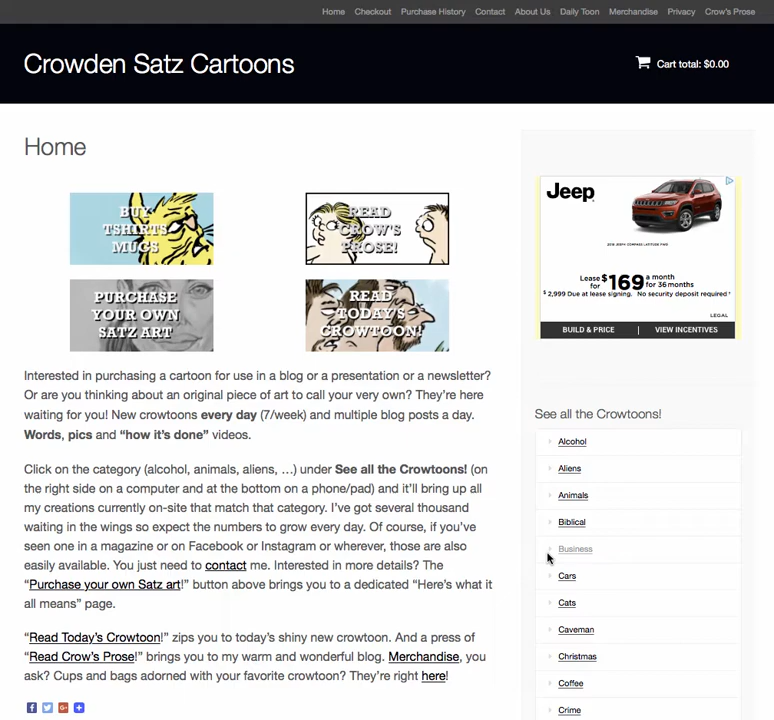 Home Checkout Purchase History Contact About Us Daily Toon Merchandise Privacy Crow's Prose
Crowden Satz Cartoons
Cart total: $0.00
Home
BUY
TSHIRTS
MUGS
READ
CROW'S
PROSE!
PURCHASE
YOUR OWN
SATZ ART
READ
TODAY'S
CROWTOON!
Interested in purchasing a cartoon for use in a blog or a presentation or a newsletter?
Or are you thinking about an original piece of art to call your very own? They're here
waiting for you! New crowtoons every day (7/week) and multiple blog posts a day.
Words, pics and “how it's done” videos.
Click on the category (alcohol, animals, aliens, …) under See all the Crowtoons! (on
the right side on a computer and at the bottom on a phone/pad) and it'll bring up all
my creations currently on-site that match that category. I've got several thousand
waiting in the wings so expect the numbers to grow every day. Of course, if you've
seen one in a magazine or on Facebook or Instagram or wherever, those are also
easily available. You just need to contact me. Interested in more details? The
“Purchase your own Satz art!” button above brings you to a dedicated “Here's what it
all means” page.
“Read Today's Crowtoon!” zips you to today's shiny new crowtoon. And a press of
“Read Crow's Prose!” brings you to my warm and wonderful blog. Merchandise, you
ask? Cups and bags adorned with your favorite crowtoon? They're right here!
Jeep
2018 JEEP COMPASS LATITUDE FWD
Lease for $169 a month for 36 months
$2,999 Due at lease signing. No security deposit required*
LEGAL
BUILD & PRICE | VIEW INCENTIVES
See all the Crowtoons!
Alcohol
Aliens
Animals
Biblical
Business
Cars
Cats
Caveman
Christmas
Coffee
Crime